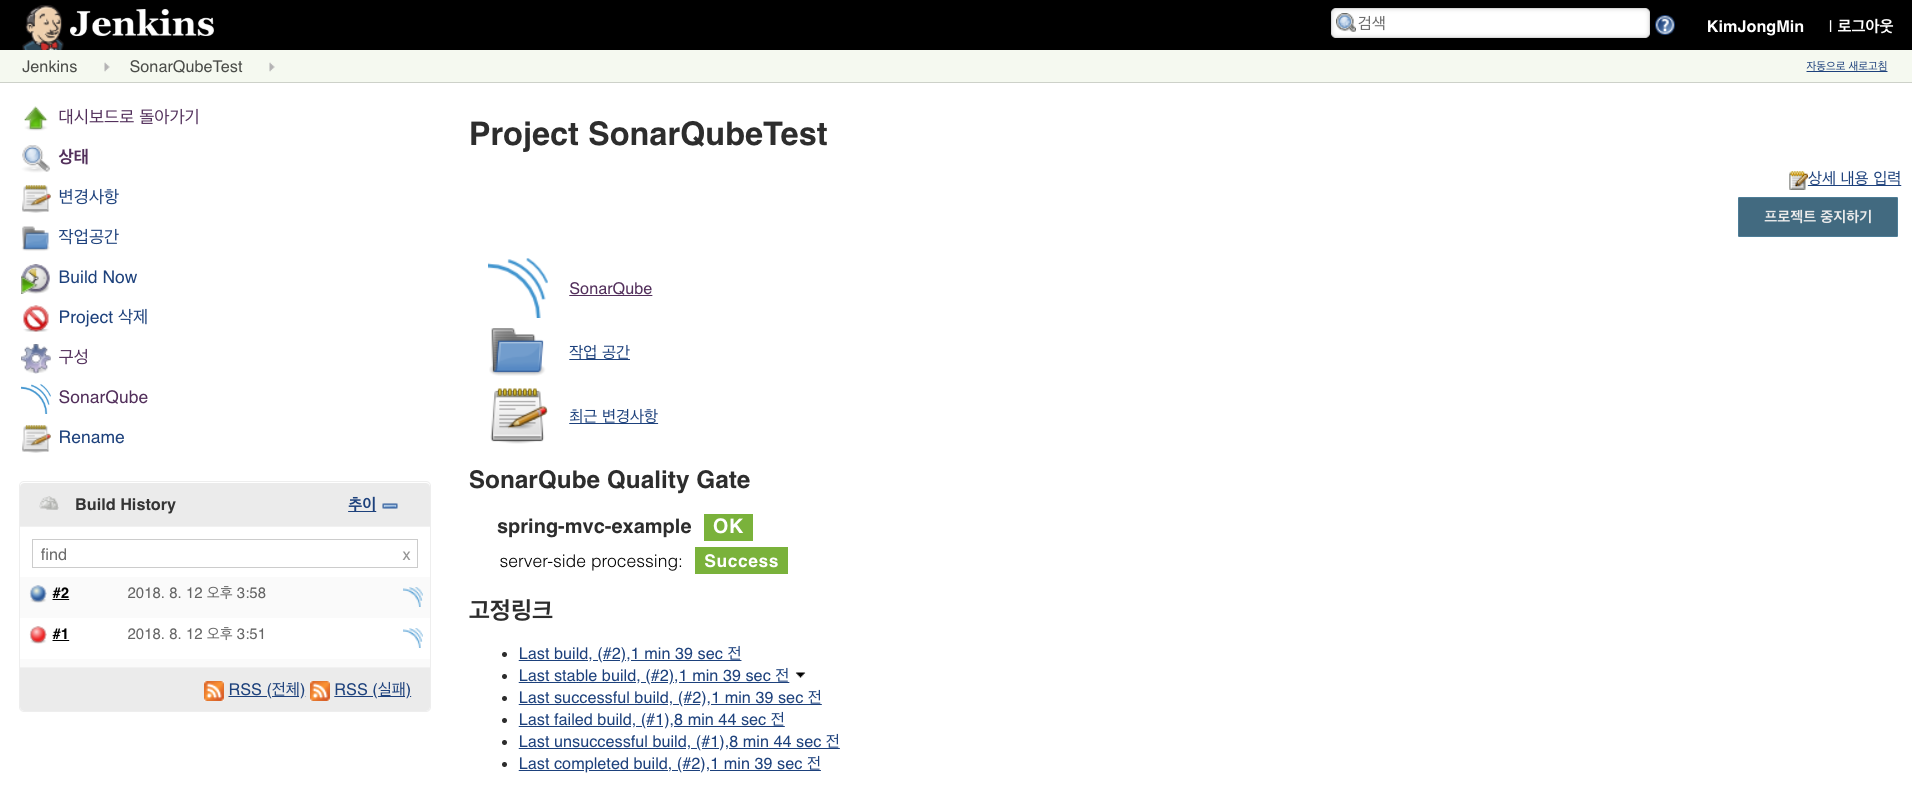 Jenkins
검색
KimJongMin
| 로그아웃
Jenkins
SonarQubeTest
자동으로 새로고침
대시보드로 돌아가기
상태
변경사항
작업공간
Build Now
Project 삭제
구성
SonarQube
Rename
Build History
추이
find
x
#2 2018. 8. 12 오후 3:58
#1 2018. 8. 12 오후 3:51
RSS (전체) RSS (실패)
Project SonarQubeTest
상세 내용 입력
프로젝트 중지하기
SonarQube
작업 공간
최근 변경사항
SonarQube Quality Gate
spring-mvc-example OK
server-side processing: Success
고정링크
Last build, (#2),1 min 39 sec 전
Last stable build, (#2),1 min 39 sec 전
Last successful build, (#2),1 min 39 sec 전
Last failed build, (#1),8 min 44 sec 전
Last unsuccessful build, (#1),8 min 44 sec 전
Last completed build, (#2),1 min 39 sec 전